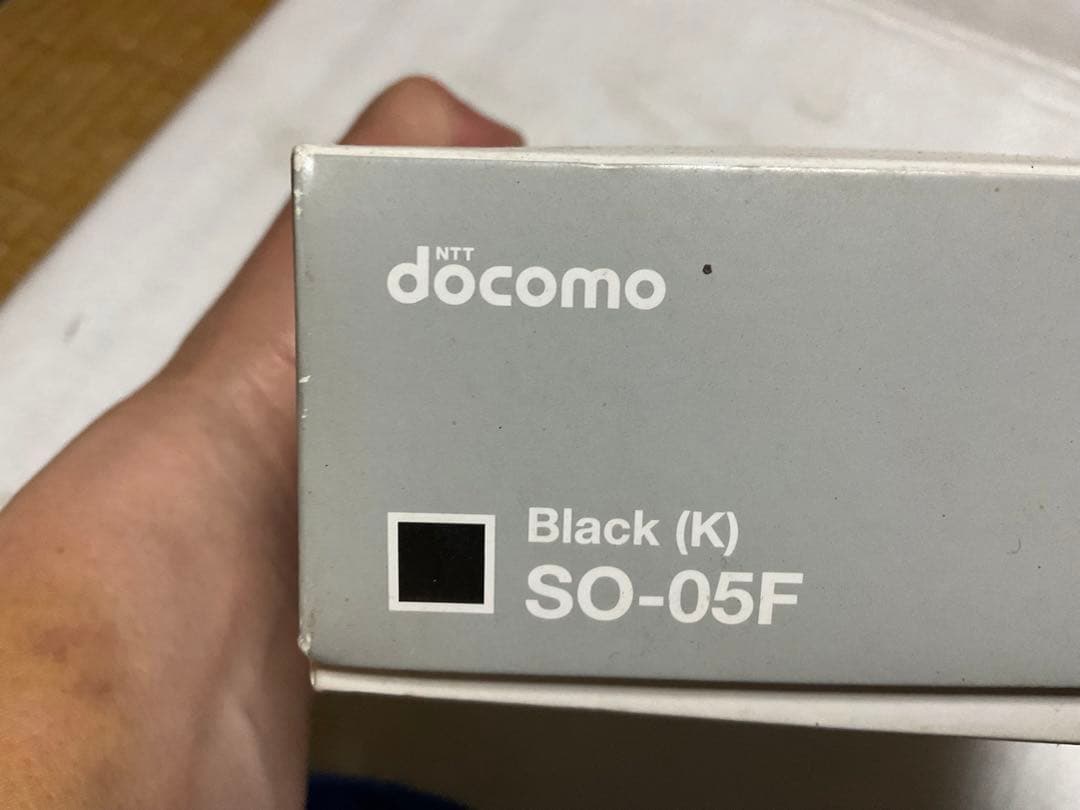 NTT
docomo
Black (K)
SO-05F